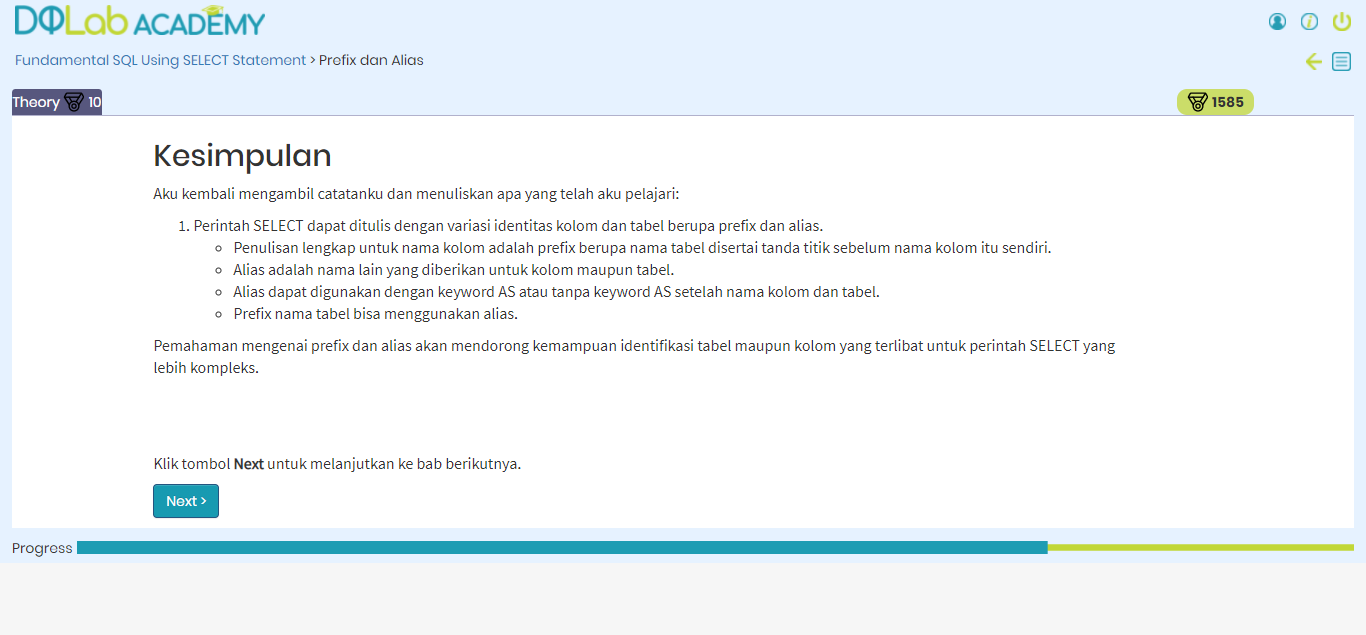 DQLab ACADEMY
Fundamental SQL Using SELECT Statement > Prefix dan Alias
Theory 10
1585
Kesimpulan
Aku kembali mengambil catatanku dan menuliskan apa yang telah aku pelajari:
1. Perintah SELECT dapat ditulis dengan variasi identitas kolom dan tabel berupa prefix dan alias.
Penulisan lengkap untuk nama kolom adalah prefix berupa nama tabel disertai tanda titik sebelum nama kolom itu sendiri.
Alias adalah nama lain yang diberikan untuk kolom maupun tabel.
Alias dapat digunakan dengan keyword AS atau tanpa keyword AS setelah nama kolom dan tabel.
Prefix nama tabel bisa menggunakan alias.
Pemahaman mengenai prefix dan alias akan mendorong kemampuan identifikasi tabel maupun kolom yang terlibat untuk perintah SELECT yang
lebih kompleks.
Klik tombol Next untuk melanjutkan ke bab berikutnya.
Next >
Progress